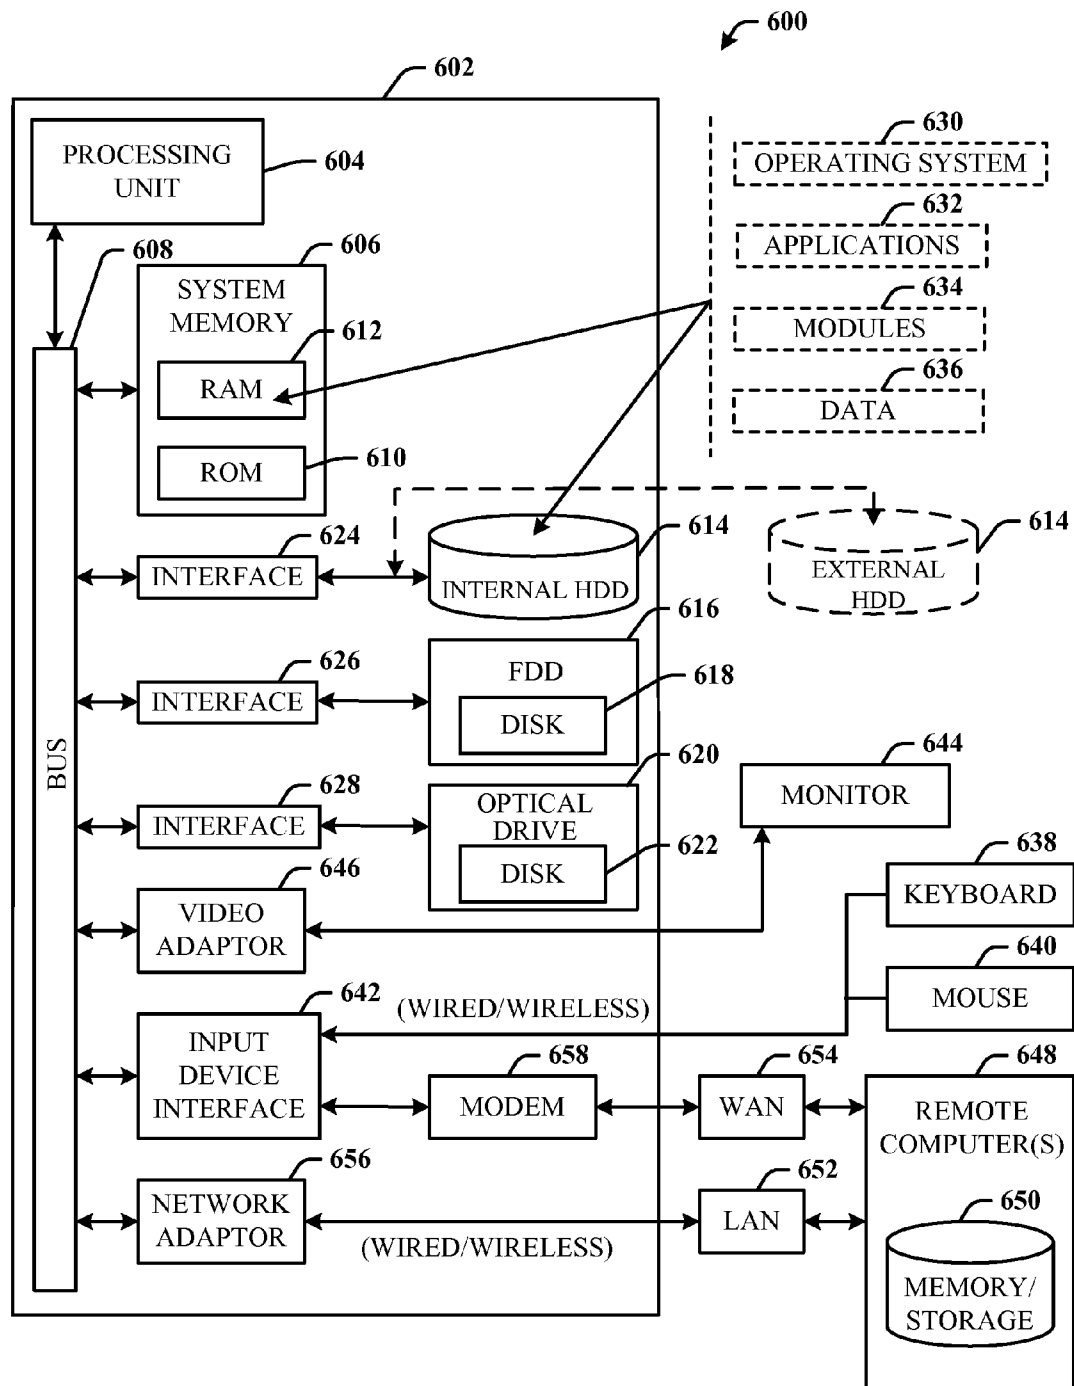 600
602
PROCESSING
UNIT
604
608
606
SYSTEM
MEMORY
612
RAM
610
ROM
630
OPERATING SYSTEM
632
APPLICATIONS
634
MODULES
636
DATA
BUS
624
INTERFACE
614
INTERNAL HDD
614
EXTERNAL
HDD
626
INTERFACE
616
FDD
618
DISK
628
INTERFACE
620
OPTICAL
DRIVE
622
DISK
644
MONITOR
646
VIDEO
ADAPTOR
638
KEYBOARD
640
MOUSE
642
INPUT
DEVICE
INTERFACE
(WIRED/WIRELESS)
658
MODEM
654
WAN
648
REMOTE
COMPUTER(S)
656
NETWORK
ADAPTOR
(WIRED/WIRELESS)
652
LAN
650
MEMORY/
STORAGE